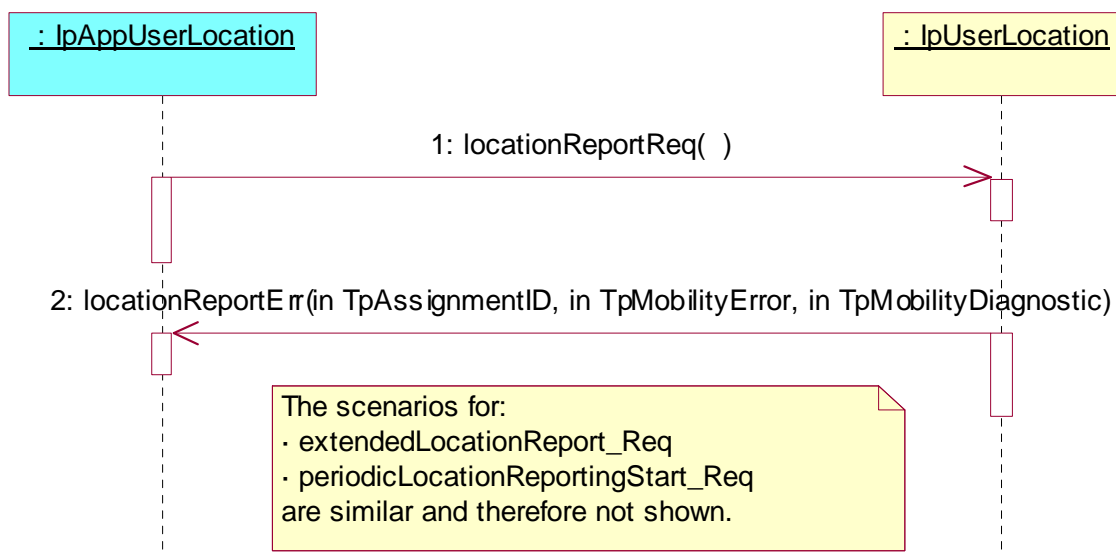 : IpAppUserLocation
: IpUserLocation
1: locationReportReq( )
2: locationReportErr(in TpAssignmentID, in TpMobilityError, in TpMobilityDiagnostic)
The scenarios for:
· extendedLocationReport_Req
· periodicLocationReportingStart_Req
are similar and therefore not shown.